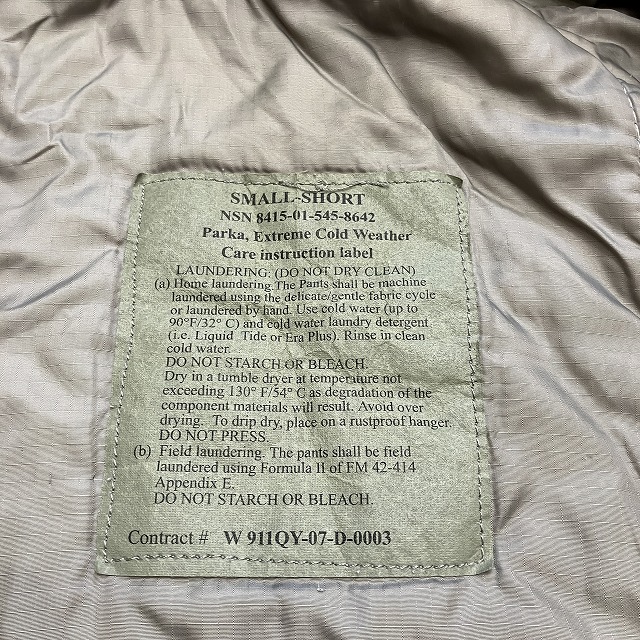 SMALL-SHORT
NSN 8415-01-545-8642
Parka, Extreme Cold Weather
Care instruction label
LAUNDERING: (DO NOT DRY CLEAN)
(a) Home laundering.The Pants shall be machine
laundered using the delicate/gentle fabric cycle
or laundered by hand. Use cold water (up to
90°F/32° C) and cold water laundry detergent
(i.e. Liquid Tide or Era Plus). Rinse in clean
cold water.
DO NOT STARCH OR BLEACH.
Dry in a tumble dryer at temperature not
exceeding 130° F/54° C as degradation of the
component materials will result. Avoid over
drying. To drip dry, place on a rustproof hanger.
DO NOT PRESS.
(b) Field laundering. The pants shall be field
laundered using Formula II of FM 42-414
Appendix E.
DO NOT STARCH OR BLEACH.
Contract # W 911QY-07-D-0003